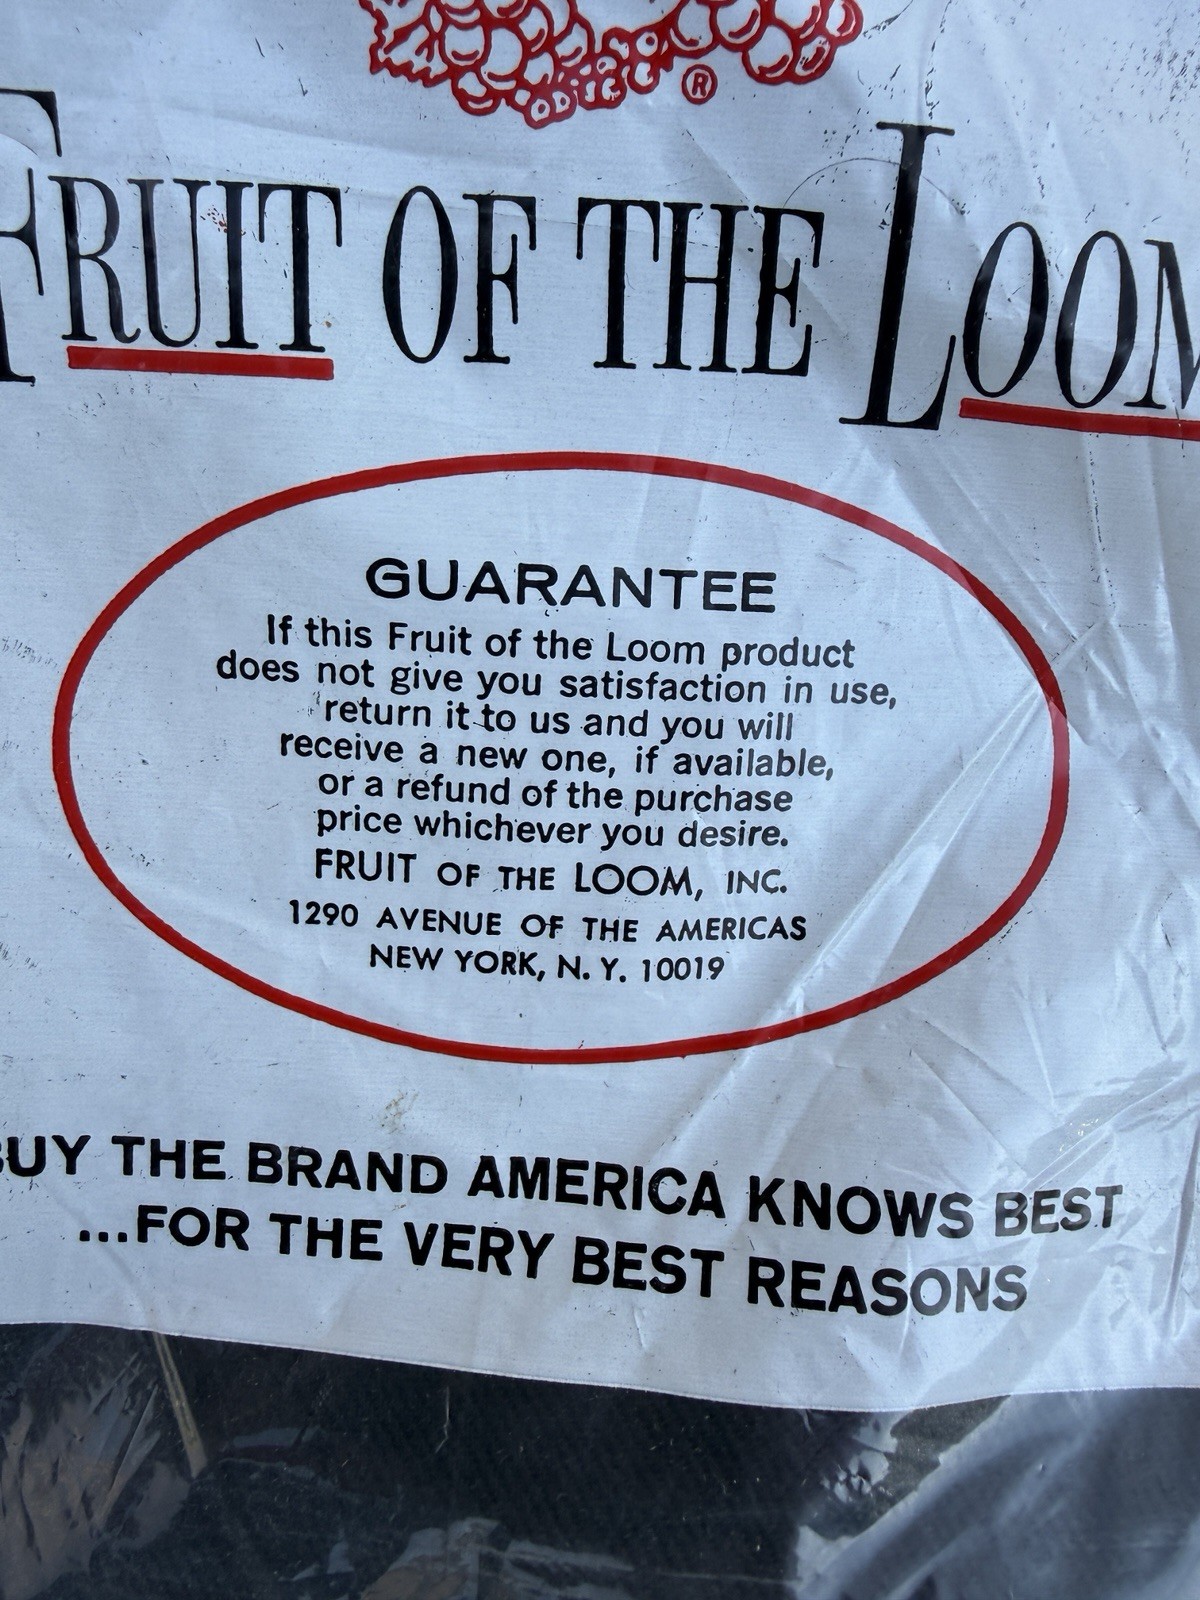 ®
FRUIT OF THE LOOM
GUARANTEE
If this Fruit of the Loom product
does not give you satisfaction in use,
return it to us and you will
receive a new one, if available,
or a refund of the purchase
price whichever you desire.
FRUIT OF THE LOOM, INC.
1290 AVENUE OF THE AMERICAS
NEW YORK, N. Y. 10019
BUY THE BRAND AMERICA KNOWS BEST
...FOR THE VERY BEST REASONS